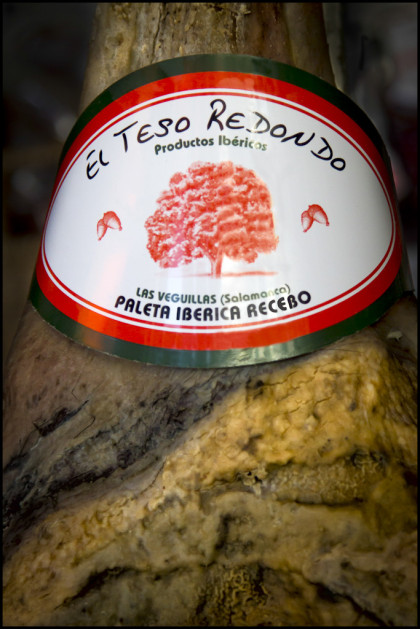 EL TESO REDONDO
Productos Ibéricos
LAS VEGUILLAS (Salamanca)
PALETA IBERICA RECEBO